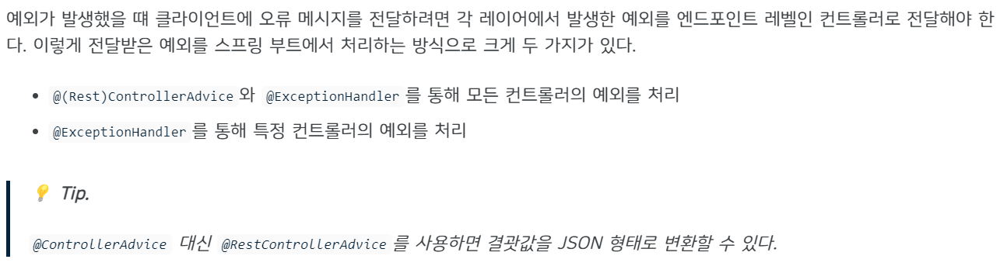 예외가 발생했을 떄 클라이언트에 오류 메시지를 전달하려면 각 레이어에서 발생한 예외를 엔드포인트 레벨인 컨트롤러로 전달해야 한
다. 이렇게 전달받은 예외를 스프링 부트에서 처리하는 방식으로 크게 두 가지가 있다.
• @(Rest)ControllerAdvice 와 @ExceptionHandler 를 통해 모든 컨트롤러의 예외를 처리
• @ExceptionHandler 를 통해 특정 컨트롤러의 예외를 처리
💡 Tip.
@ControllerAdvice 대신 @RestControllerAdvice 를 사용하면 결괏값을 JSON 형태로 변환할 수 있다.